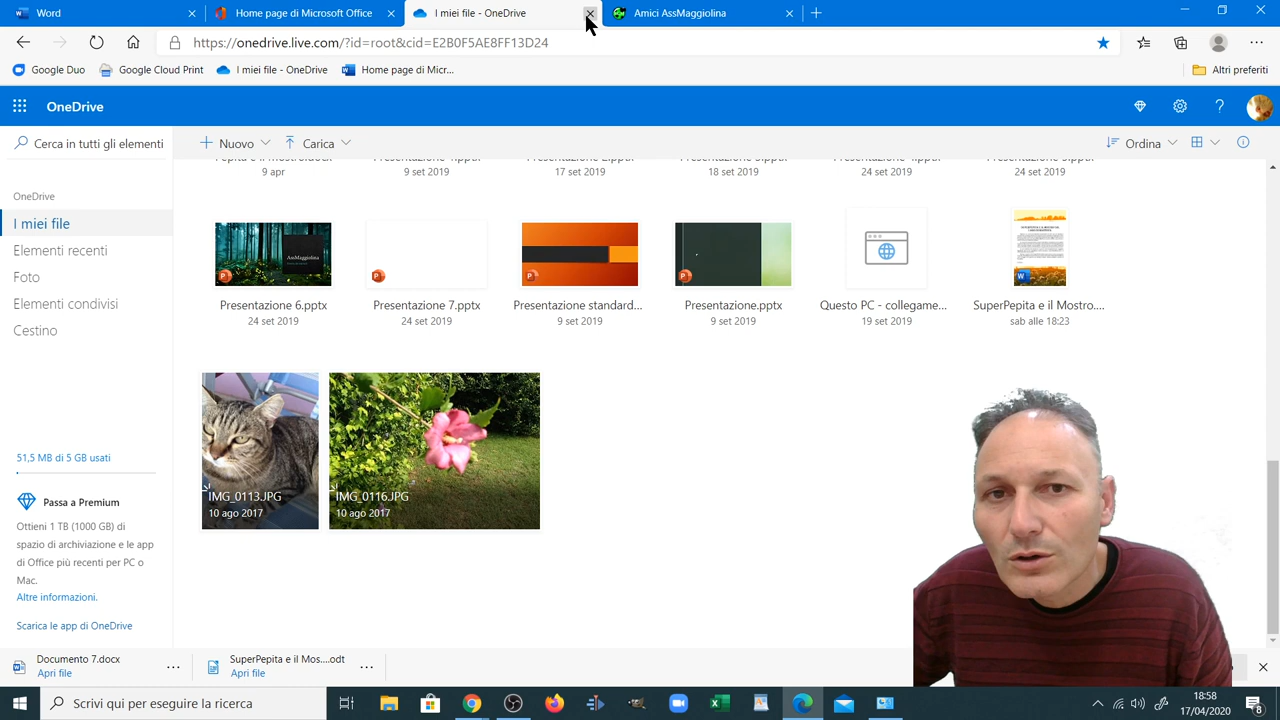 Word
Home page di Microsoft Office
I miei file - OneDrive
Amici AssMaggiolina
https://onedrive.live.com/?id=root&cid=E2B0F5AE8FF13D24
Google Duo
Google Cloud Print
I miei file - OneDrive
Home page di Micr...
Altri preferiti
OneDrive
Cerca in tutti gli elementi
Nuovo
Carica
Ordina
9 apr
9 set 2019
17 set 2019
18 set 2019
24 set 2019
24 set 2019
OneDrive
I miei file
Elementi recenti
Foto
Elementi condivisi
Cestino
AssMaggiolina
Presentazione 6.pptx
24 set 2019
Presentazione 7.pptx
24 set 2019
Presentazione standard...
9 set 2019
Presentazione.pptx
9 set 2019
Questo PC - collegame...
19 set 2019
SuperPepita e il Mostro....
sab alle 18:23
IMG_0113.JPG
10 ago 2017
IMG_0116.JPG
10 ago 2017
51,5 MB di 5 GB usati
Passa a Premium
Ottieni 1 TB (1000 GB) di
spazio di archiviazione e le app
di Office più recenti per PC o
Mac.
Altre informazioni.
Scarica le app di OneDrive
Documento 7.docx
Apri file
SuperPepita e il Mos....odt
Apri file
Scrivi qui per eseguire la ricerca
18:58
17/04/2020
8